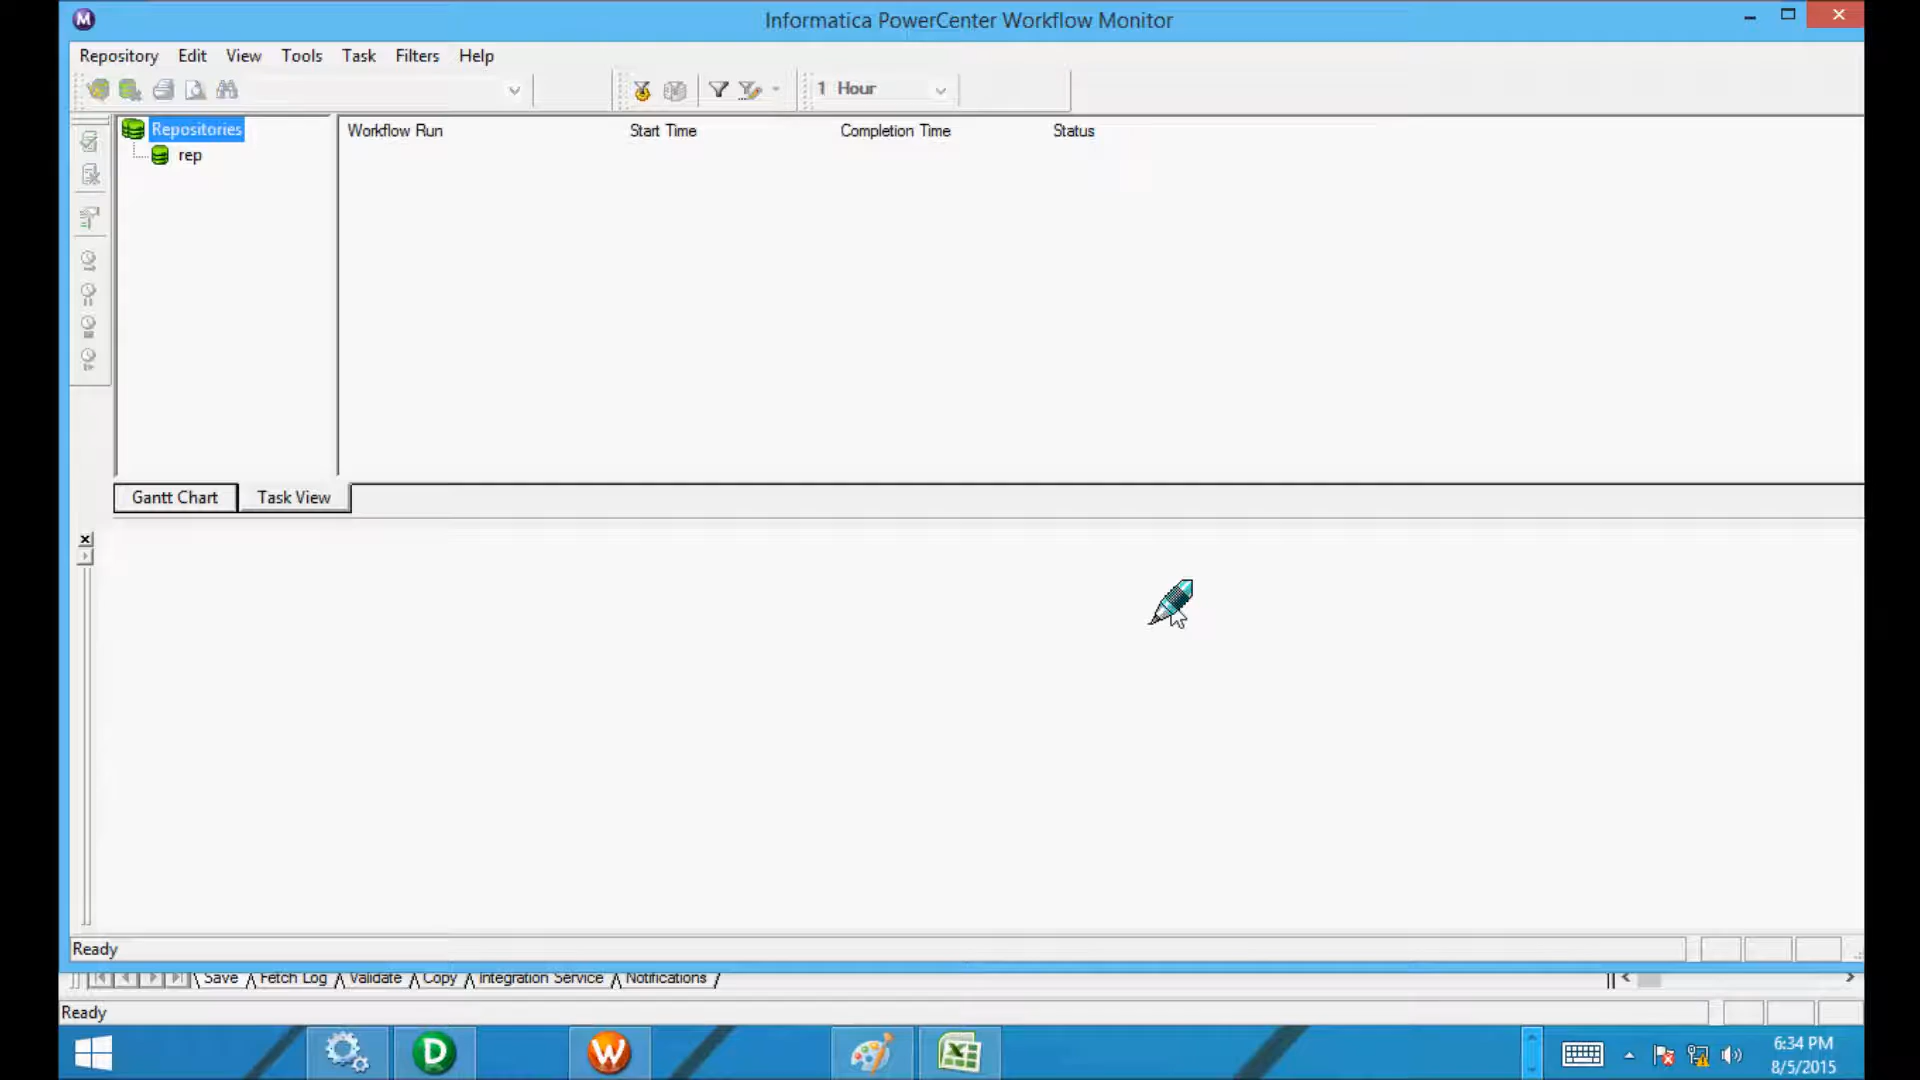 M
Informatica PowerCenter Workflow Monitor
Repository Edit View Tools Task Filters Help
1 Hour
Repositories
rep
Workflow Run Start Time Completion Time Status
Gantt Chart Task View
Ready
Save Fetch Log Validate Copy Integration Service Notifications
Ready
D W X
6:34 PM
8/5/2015